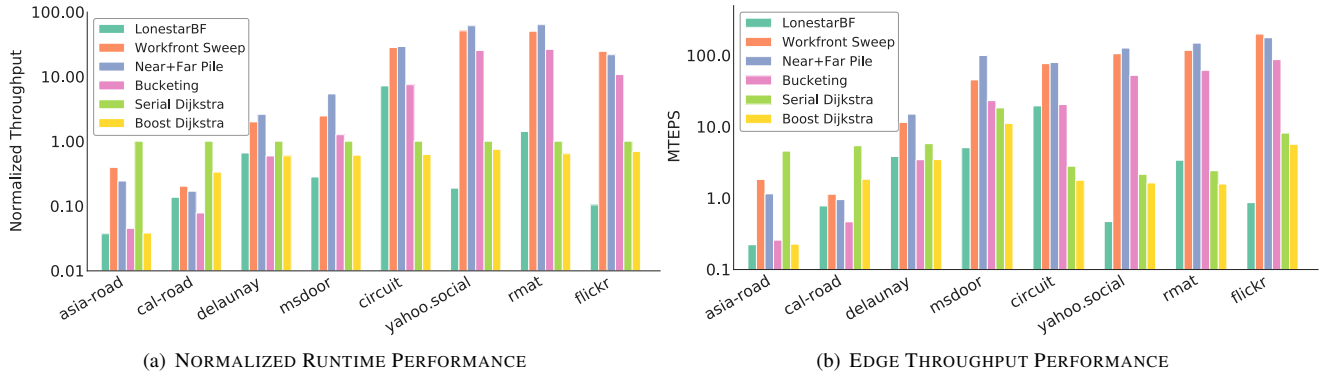 Normalized Throughput
100.00
10.00
1.00
0.10
0.01
LonestarBF
Workfront Sweep
Near+Far Pile
Bucketing
Serial Dijkstra
Boost Dijkstra
asia-road
cal-road
delaunay
msdoor
circuit
yahoo.social
rmat
flickr
(a) NORMALIZED RUNTIME PERFORMANCE
MTEPS
100.0
10.0
1.0
0.1
LonestarBF
Workfront Sweep
Near+Far Pile
Bucketing
Serial Dijkstra
Boost Dijkstra
asia-road
cal-road
delaunay
msdoor
circuit
yahoo.social
rmat
flickr
(b) EDGE THROUGHPUT PERFORMANCE